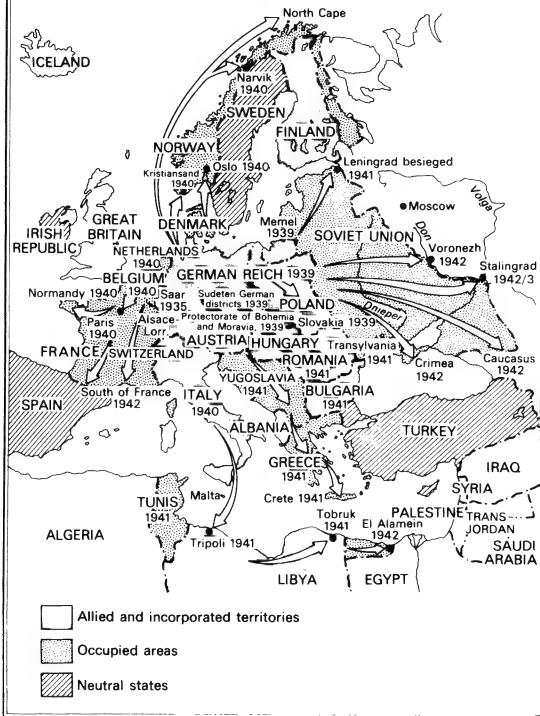 North Cape
ICELAND
Narvik
1940
SWEDEN
FINLAND
NORWAY
Oslo 1940
Kristiansand
1940
Leningrad besieged
1941
Moscow
Volga
GREAT
BRITAIN
IRISH
REPUBLIC
DENMARK
Memel
1939
SOVIET UNION
Don
Voronezh
1942
NETHERLANDS
1940
BELGIUM
1940
GERMAN REICH 1939
Stalingrad
1942/3
Normandy 1940
Saar
1935
Sudeten German
districts 1939
POLAND
Dnieper
Paris
1940
Alsace-
Lorr.
Protectorate of Bohemia
and Moravia, 1939
Slovakia 1939
AUSTRIA
HUNGARY
Transylvania
1941
FRANCE
SWITZERLAND
ROMANIA
1941
Crimea
1942
Caucasus
1942
SPAIN
South of France
1942
ITALY
1940
YUGOSLAVIA
1941
BULGARIA
1941
ALBANIA
TURKEY
GREECE
1941
IRAQ
SYRIA
TUNIS
1941
Malta
Crete 1941
Tobruk
1941
El Alamein
1942
PALESTINE
TRANS-
JORDAN
ALGERIA
Tripoli 1941
SAUDI
ARABIA
LIBYA
EGYPT
Allied and incorporated territories
Occupied areas
Neutral states